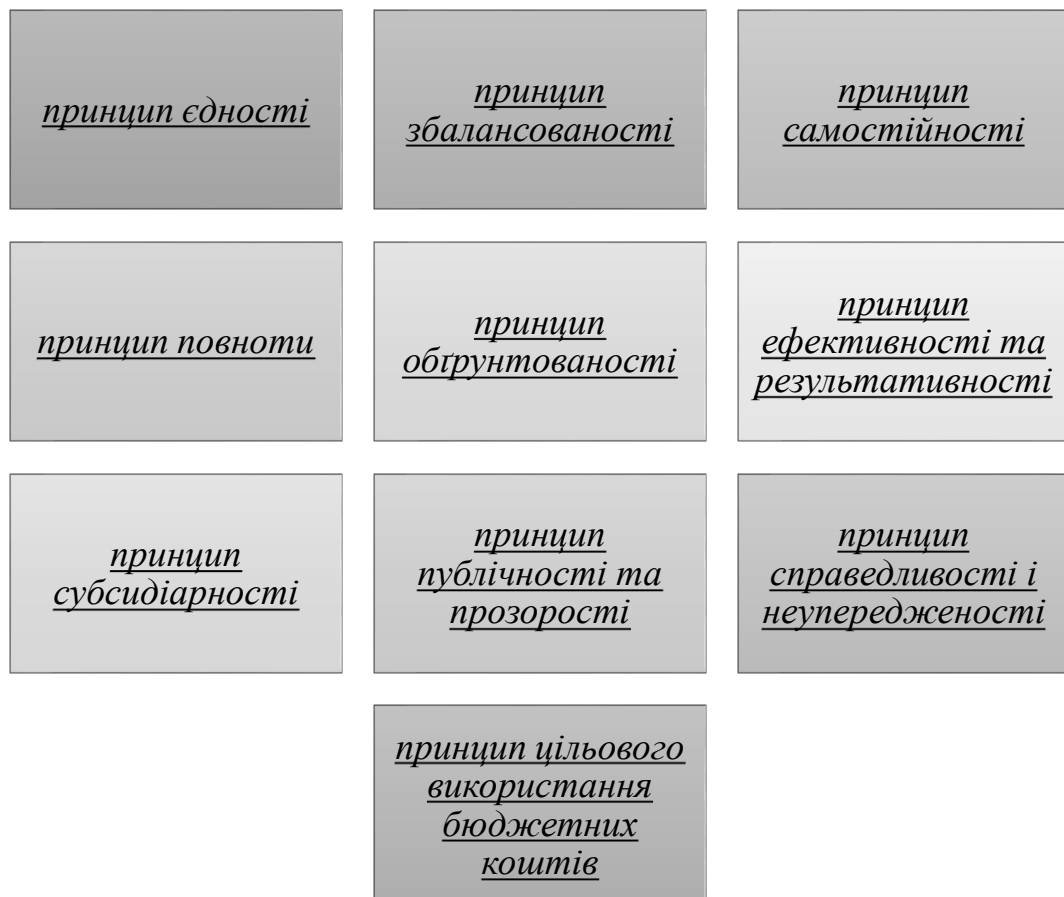 принцип єдності
принцип
збалансованості
принцип
самостійності
принцип повноти
принцип
обґрунтованості
принцип
ефективності та
результативності
принцип
субсидіарності
принцип
публічності та
прозорості
принцип
справедливості і
неупередженості
принцип цільового
використання
бюджетних
коштів